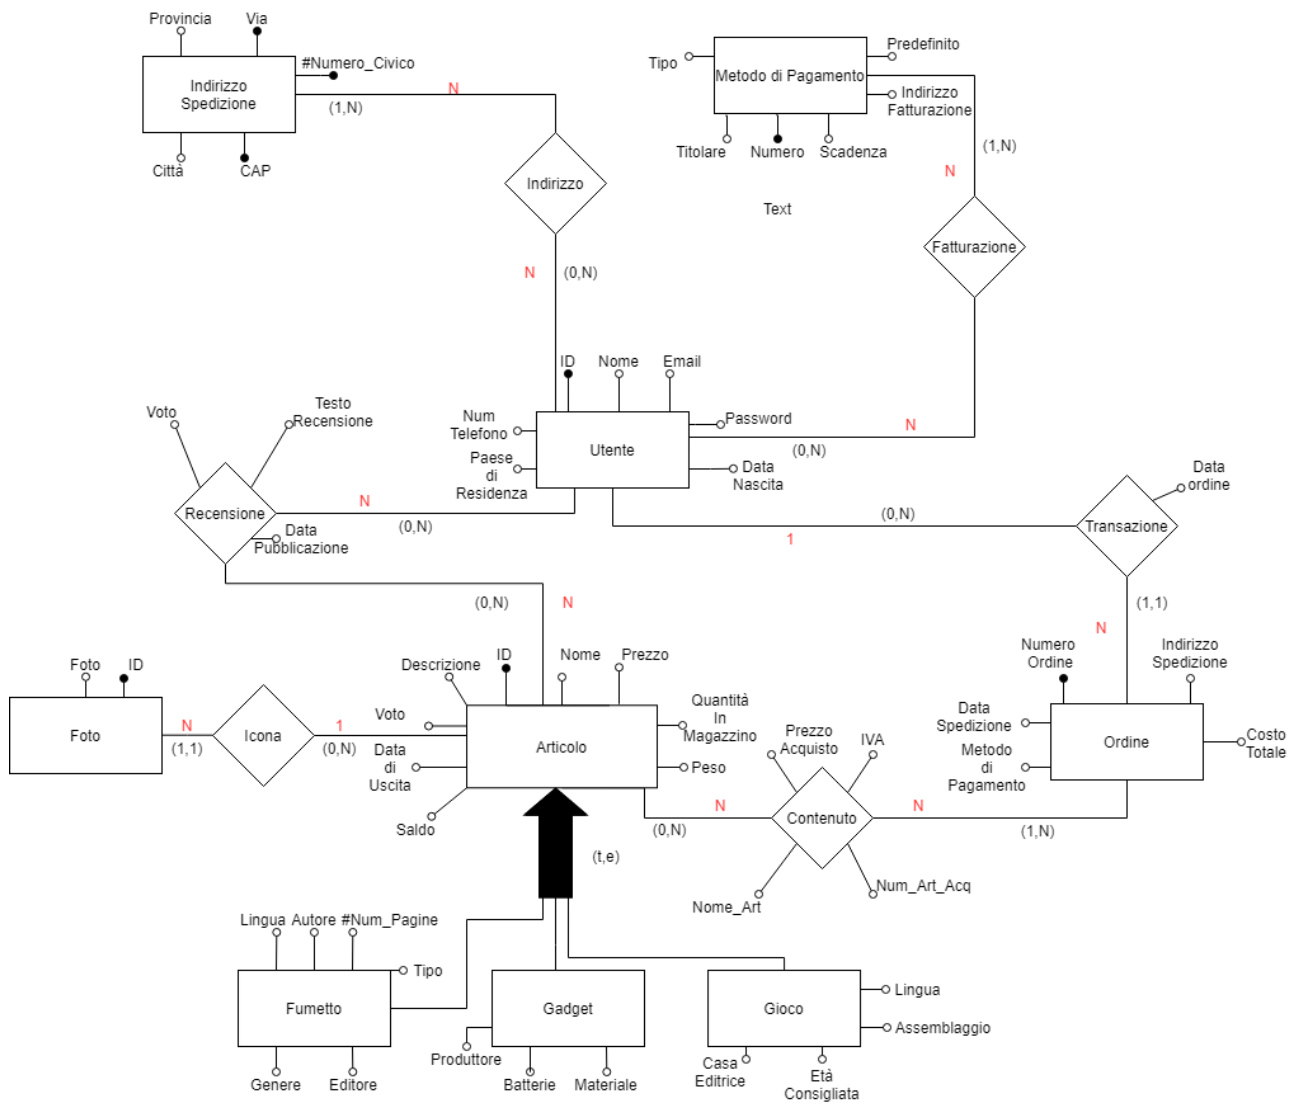 Provincia
Via
#Numero_Civico
Indirizzo
Spedizione
(1,N)
N
Città
CAP
Indirizzo
N
(0,N)
Tipo
Metodo di Pagamento
Predefinito
Indirizzo
Fatturazione
Titolare
Numero
Scadenza
(1,N)
N
Text
Fatturazione
ID
Nome
Email
Num
Telefono
Password
Utente
Paese
di
Residenza
Data
Nascita
N
(0,N)
Voto
Testo
Recensione
Recensione
N
(0,N)
Data
Pubblicazione
(0,N)
1
Data
ordine
Transazione
(1,1)
N
(0,N)
N
Foto
ID
Foto
N
(1,1)
Icona
1
(0,N)
Descrizione
ID
Nome
Prezzo
Voto
Articolo
Quantità
In
Magazzino
Data
di
Uscita
Peso
Saldo
Numero
Ordine
Indirizzo
Spedizione
Data
Spedizione
Ordine
Costo
Totale
Metodo
di
Pagamento
Prezzo
Acquisto
IVA
N
(0,N)
Contenuto
N
(1,N)
Nome_Art
Num_Art_Acq
(t,e)
Lingua
Autore
#Num_Pagine
Tipo
Fumetto
Genere
Editore
Gadget
Produttore
Batterie
Materiale
Gioco
Lingua
Assemblaggio
Casa
Editrice
Età
Consigliata